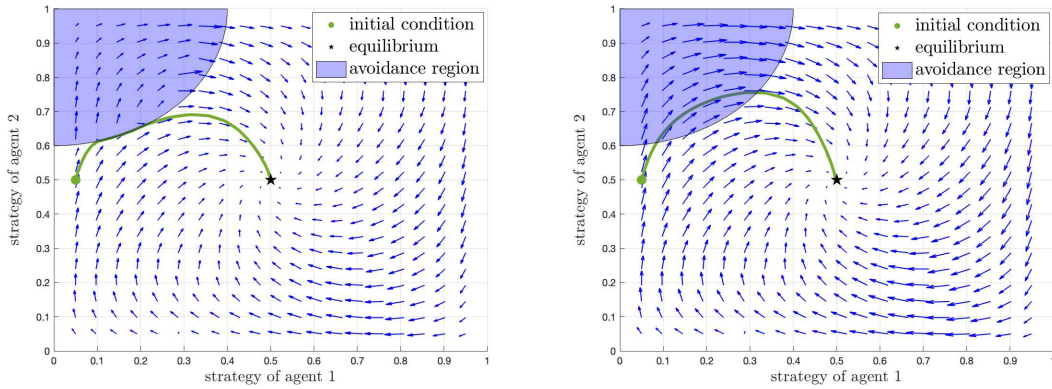 initial condition
equilibrium
avoidance region
1
0.9
0.8
0.7
0.6
0.5
0.4
0.3
0.2
0.1
0
strategy of agent 2
0 0.1 0.2 0.3 0.4 0.5 0.6 0.7 0.8 0.9 1
strategy of agent 1
initial condition
equilibrium
avoidance region
1
0.9
0.8
0.7
0.6
0.5
0.4
0.3
0.2
0.1
0
strategy of agent 2
0 0.1 0.2 0.3 0.4 0.5 0.6 0.7 0.8 0.9
strategy of agent 1